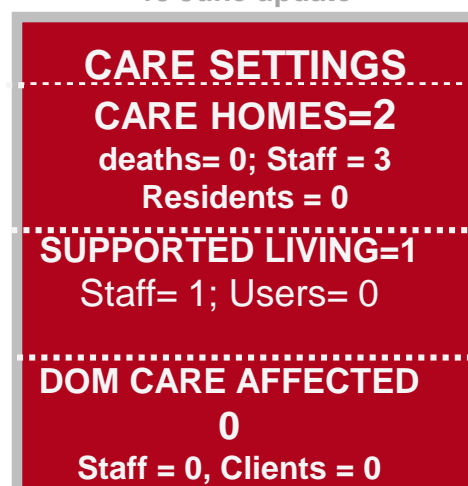 CARE SETTINGS
CARE HOMES=2
deaths= 0; Staff = 3
Residents = 0
SUPPORTED LIVING=1
Staff= 1; Users= 0
DOM CARE AFFECTED
0
Staff = 0, Clients = 0